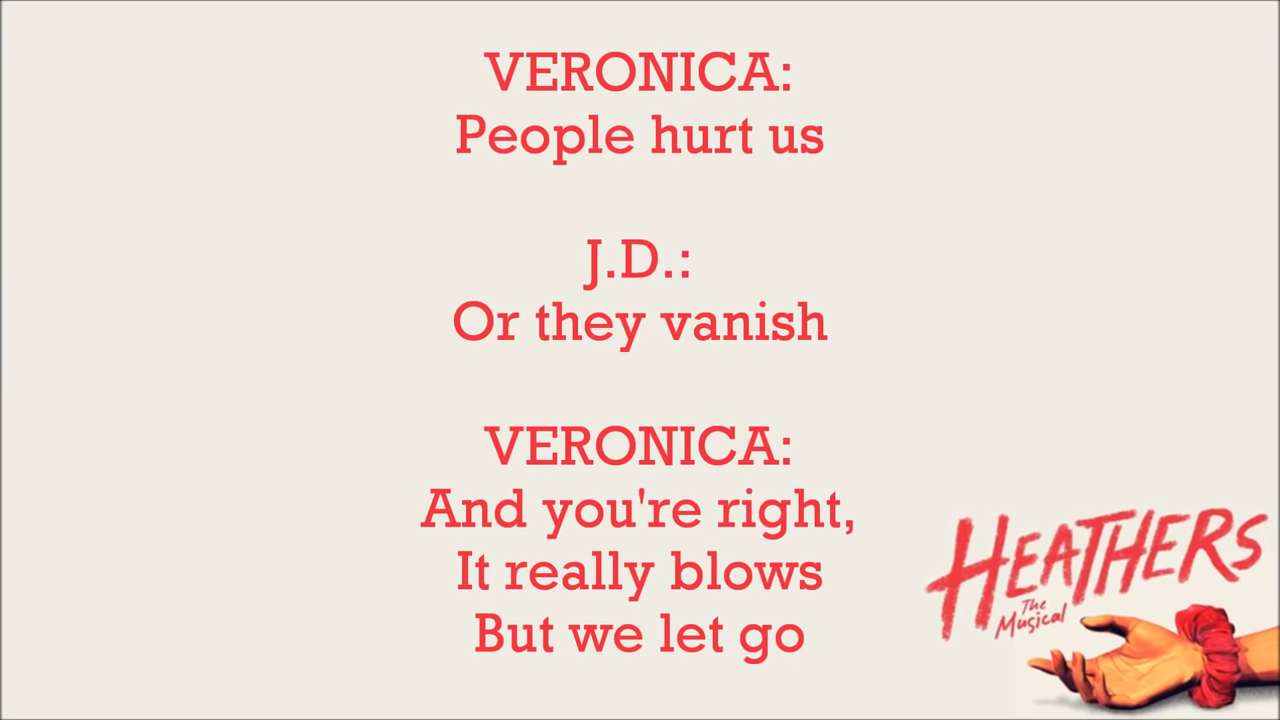 VERONICA:
People hurt us
J.D.:
Or they vanish
VERONICA:
And you're right,
It really blows
But we let go
HEATHERS
The
Musical